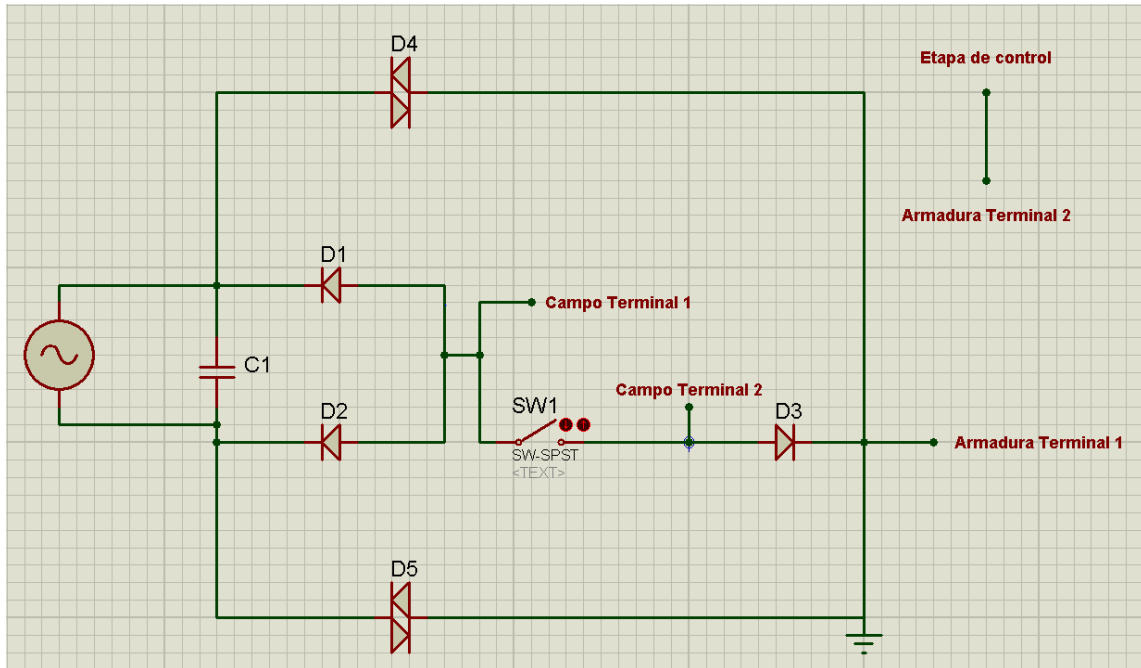 D4
Etapa de control
Armadura Terminal 2
D1
Campo Terminal 1
C1
Campo Terminal 2
D2
SW1
D3
Armadura Terminal 1
SW-SPST
<TEXT>
D5